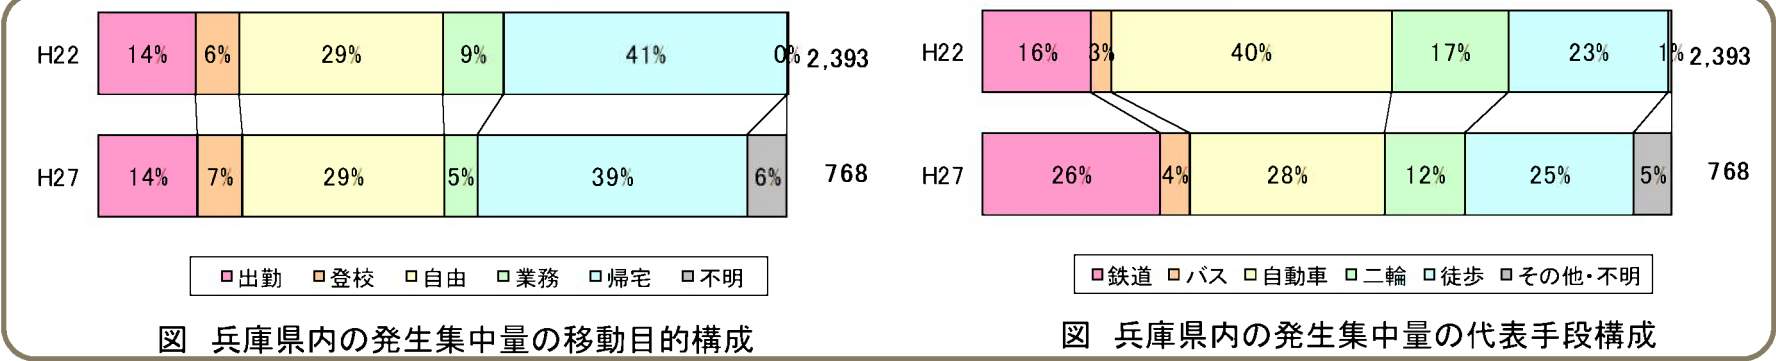 H22 14% 6% 29% 9% 41% 0% 2,393
H27 14% 7% 29% 5% 39% 6% 768
出勤 登校 自由 業務 帰宅 不明
図 兵庫県内の発生集中量の移動目的構成
H22 16% 3% 40% 17% 23% 1% 2,393
H27 26% 4% 28% 12% 25% 5% 768
鉄道 バス 自動車 二輪 徒歩 その他・不明
図 兵庫県内の発生集中量の代表手段構成